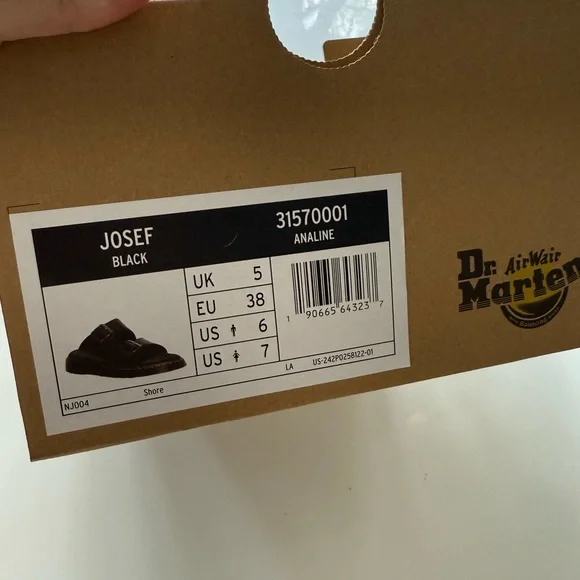 JOSEF
BLACK
31570001
ANALINE
UK 5
EU 38
US 6
US 7
1 90665 64323 7
NJ004
Shore
LA
US-242P0258122-01
Dr. AirWair
Marten